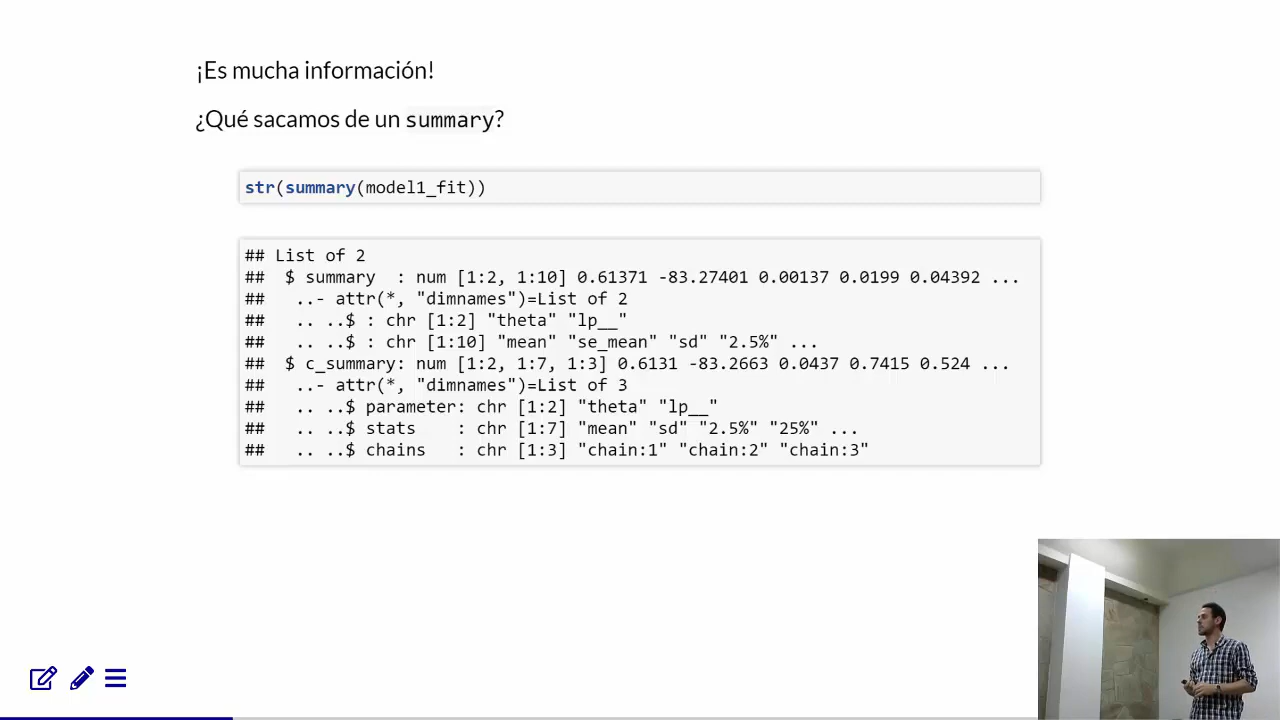 ¡Es mucha información!
¿Qué sacamos de un summary?
str(summary(model1_fit))
## List of 2
##  $ summary  : num [1:2, 1:10] 0.61371 -83.27401 0.00137 0.0199 0.04392 ...
##   ..- attr(*, "dimnames")=List of 2
##   .. ..$ : chr [1:2] "theta" "lp__"
##   .. ..$ : chr [1:10] "mean" "se_mean" "sd" "2.5%" ...
##  $ c_summary: num [1:2, 1:7, 1:3] 0.6131 -83.2663 0.0437 0.7415 0.524 ...
##   ..- attr(*, "dimnames")=List of 3
##   .. ..$ parameter: chr [1:2] "theta" "lp__"
##   .. ..$ stats    : chr [1:7] "mean" "sd" "2.5%" "25%" ...
##   .. ..$ chains   : chr [1:3] "chain:1" "chain:2" "chain:3"